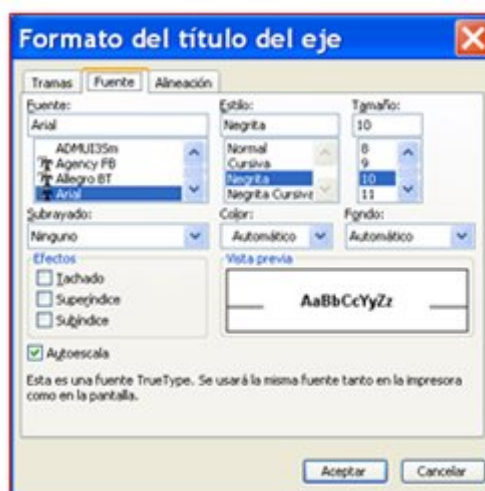 Formato del título del eje
Tramas Fuente Alineación
Fuente: Estilo: Tamaño:
Arial Negrita 10
ADMUI3Sm Normal 8
Agency FB Cursiva 9
Allegro BT Negrita 10
Arial Negrita Cursiva 11
Subrayado: Color: Fondo:
Ninguno Automático Automático
Efectos Vista previa
Tachado
Superíndice AaBbCcYyZz
Subíndice
Autoescala
Esta es una fuente TrueType. Se usará la misma fuente tanto en la impresora
como en la pantalla.
Aceptar Cancelar